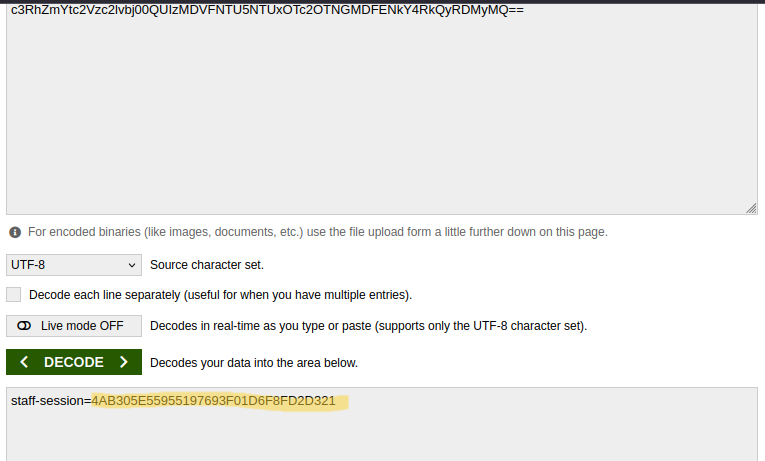 c3RhZmYtc2Vzc2lvbj00QUIzMDVFNTU5NTUxOTc2OTNGMDFENkY4RkQyRDMyMQ==
For encoded binaries (like images, documents, etc.) use the file upload form a little further down on this page.
UTF-8 Source character set.
Decode each line separately (useful for when you have multiple entries).
Live mode OFF Decodes in real-time as you type or paste (supports only the UTF-8 character set).
DECODE Decodes your data into the area below.
staff-session=4AB305E55955197693F01D6F8FD2D321